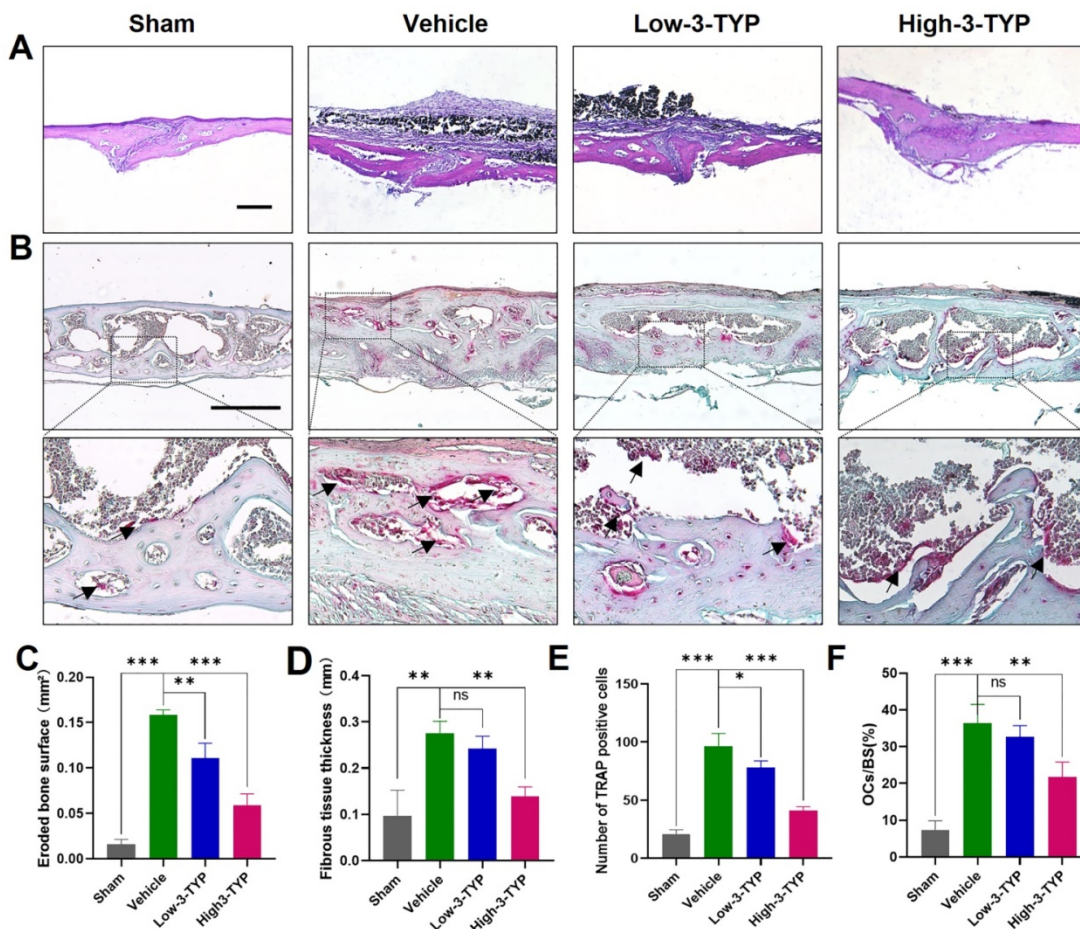 Sham Vehicle Low-3-TYP High-3-TYP
A
B
C
Eroded bone surface (mm²)
0.20
0.15
0.10
0.05
0.00
*** ***
**
Sham Vehicle Low-3-TYP High3-TYP
D
Fibrous tissue thickness (mm)
0.4
0.3
0.2
0.1
0.0
** **
ns
Sham Vehicle Low-3-TYP High-3-TYP
E
Number of TRAP positive cells
150
100
50
0
*** ***
*
Sham Vehicle Low-3-TYP High-3-TYP
F
OCs/BS(%)
50
40
30
20
10
0
*** **
ns
Sham Vehicle Low-3-TYP High-3-TYP